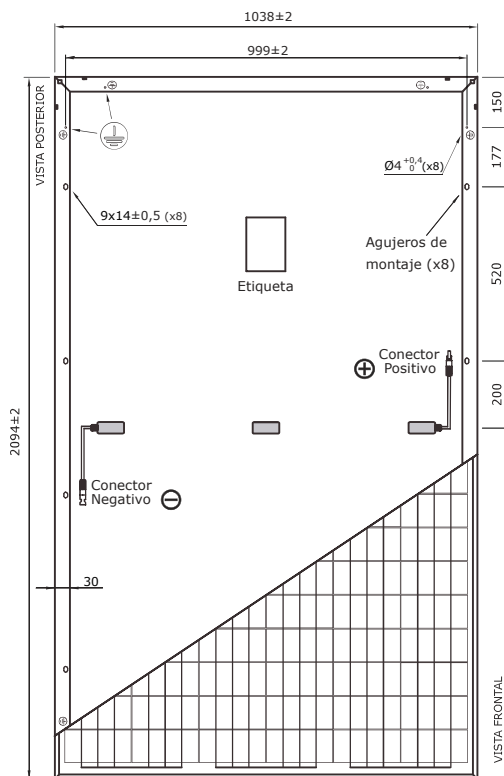 1038±2
999±2
VISTA POSTERIOR
150
177
Ø4 +0,4 0 (x8)
9x14±0,5 (x8)
Agujeros de
montaje (x8)
Etiqueta
520
Conector
Positivo
200
2094±2
Conector
Negativo
30
VISTA FRONTAL